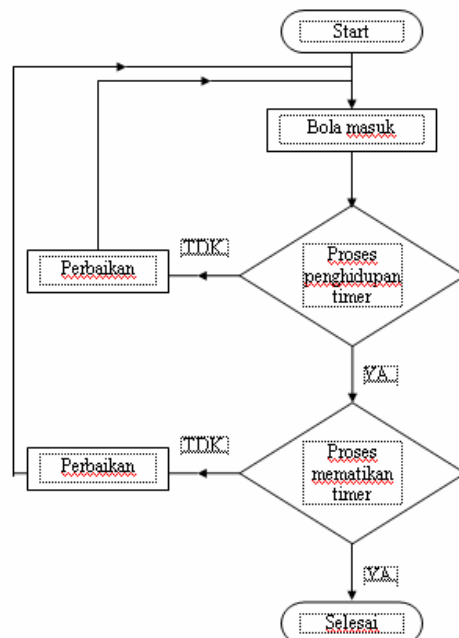 Start
Bola masuk
TDK
Perbaikan
Proses
penghidupan
timer
YA
TDK
Perbaikan
Proses
mematikan
timer
YA
Selesai